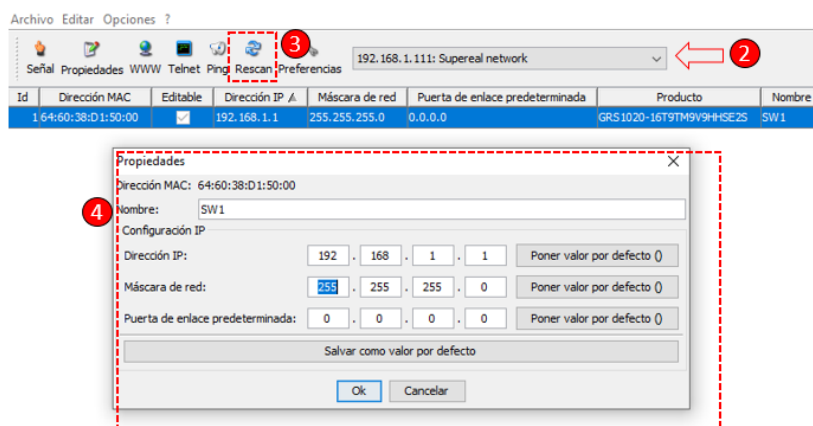 Archivo Editar Opciones ?
Señal Propiedades WWW Telnet Ping Rescan Preferencias 192.168.1.111: Supereal network
3
2
Id Dirección MAC Editable Dirección IP Máscara de red Puerta de enlace predeterminada Producto Nombre
1 64:60:38:D1:50:00 192.168.1.1 255.255.255.0 0.0.0.0 GRS1020-16T9TM9V9HHSE2S SW1
Propiedades
Dirección MAC: 64:60:38:D1:50:00
4
Nombre: SW1
Configuración IP
Dirección IP: 192 . 168 . 1 . 1 Poner valor por defecto ()
Máscara de red: 255 . 255 . 255 . 0 Poner valor por defecto ()
Puerta de enlace predeterminada: 0 . 0 . 0 . 0 Poner valor por defecto ()
Salvar como valor por defecto
Ok Cancelar